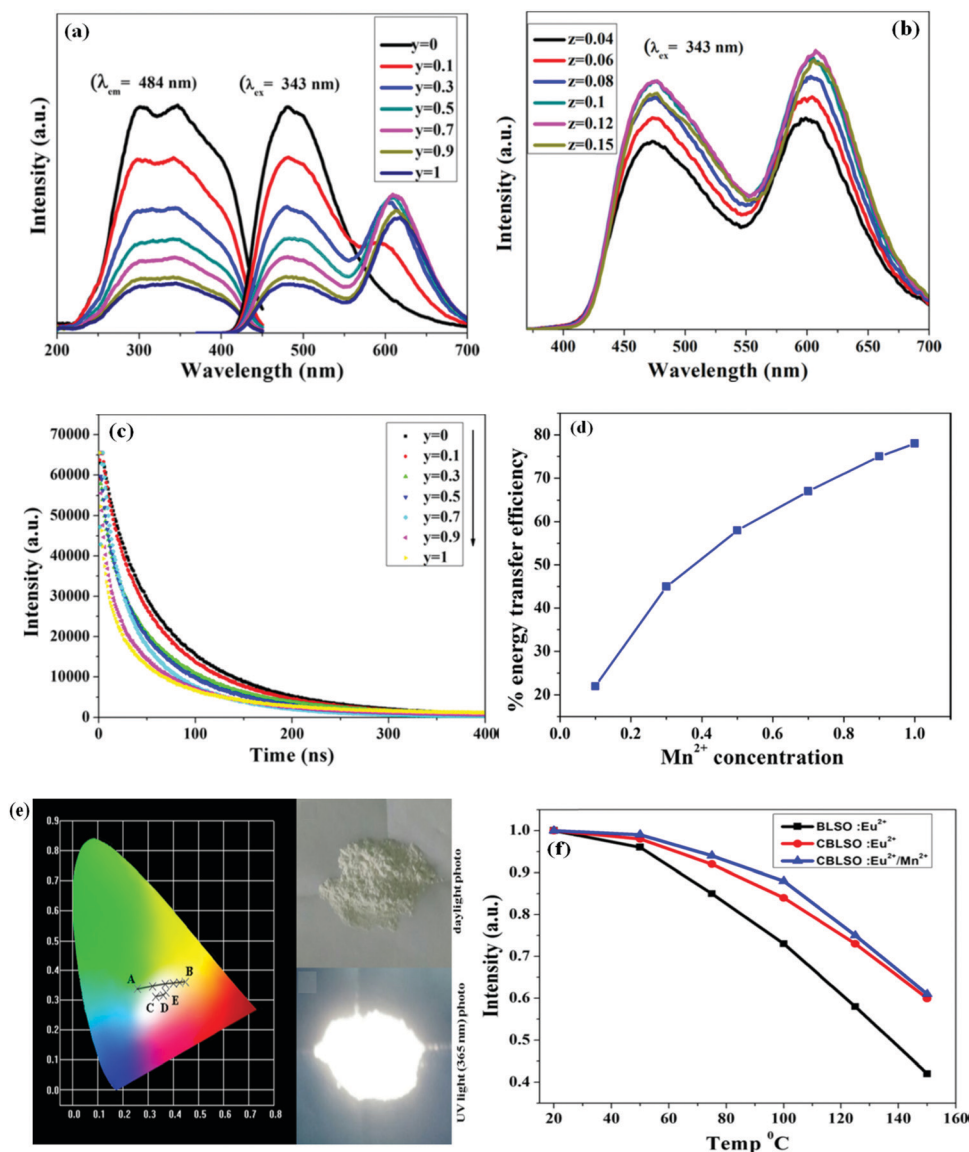 (a)
(λem = 484 nm)
(λex = 343 nm)
y=0
y=0.1
y=0.3
y=0.5
y=0.7
y=0.9
y=1
Intensity (a.u.)
200 300 400 500 600 700
Wavelength (nm)
(b)
z=0.04
z=0.06
z=0.08
z=0.1
z=0.12
z=0.15
(λex = 343 nm)
Intensity (a.u.)
400 450 500 550 600 650 700
Wavelength (nm)
(c)
y=0
y=0.1
y=0.3
y=0.5
y=0.7
y=0.9
y=1
70000
60000
50000
40000
30000
20000
10000
0
Intensity (a.u.)
0 100 200 300 400
Time (ns)
(d)
80
70
60
50
40
30
20
% energy transfer efficiency
0.0 0.2 0.4 0.6 0.8 1.0
Mn2+ concentration
(e)
0.9
0.8
0.7
0.6
0.5
0.4
0.3
0.2
0.1
0.0
A
B
C
D
E
0.0 0.1 0.2 0.3 0.4 0.5 0.6 0.7 0.8
daylight photo
UV light (365 nm) photo
(f)
BLSO :Eu2+
CBLSO :Eu2+
CBLSO :Eu2+/Mn2+
1.0
0.9
0.8
0.7
0.6
0.5
0.4
Intensity (a.u.)
20 40 60 80 100 120 140 160
Temp 0C